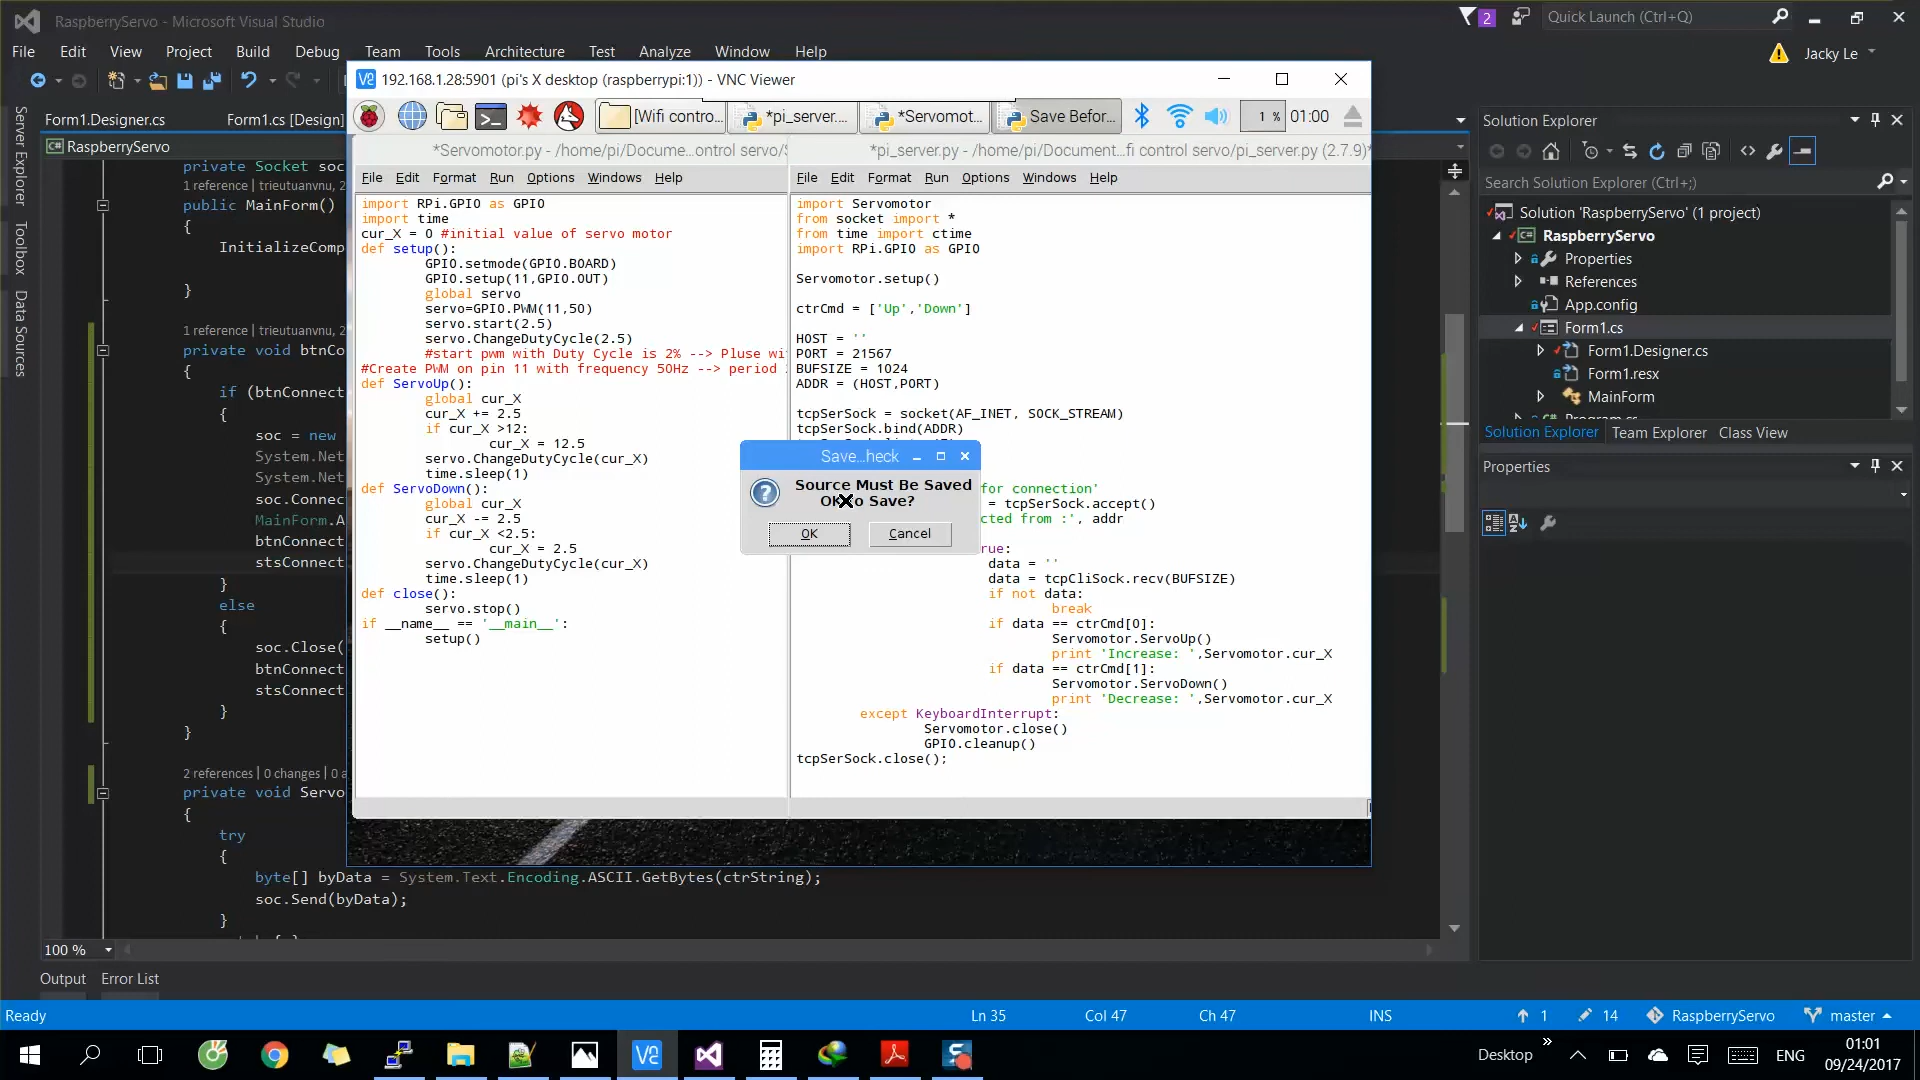 RaspberryServo - Microsoft Visual Studio
2
Quick Launch (Ctrl+Q)
File Edit View Project Build Debug Team Tools Architecture Test Analyze Window Help
Jacky Le
Server Explorer
Toolbox
Data Sources
Form1.Designer.cs
Form1.cs [Design]
RaspberryServo
private Socket soc
public MainForm()
{
InitializeComp
}
private void btnCo
{
if (btnConnect
{
soc = new
System.Net
System.Net
soc.Connec
MainForm.A
btnConnect
stsConnect
}
else
{
soc.Close(
btnConnect
stsConnect
}
}
2 references | 0 changes | 0 a
private void Servo
{
try
{
byte[] byData = System.Text.Encoding.ASCII.GetBytes(ctrString);
soc.Send(byData);
}
100 %
Output Error List
192.168.1.28:5901 (pi's X desktop (raspberrypi:1)) - VNC Viewer
[Wifi contro...
*pi_server....
*Servomot...
Save Befor...
1 %
01:00
*Servomotor.py - /home/pi/Docume...ontrol servo/S
File Edit Format Run Options Windows Help
import RPi.GPIO as GPIO
import time
cur_X = 0 #initial value of servo motor
def setup():
GPIO.setmode(GPIO.BOARD)
GPIO.setup(11,GPIO.OUT)
global servo
servo=GPIO.PWM(11,50)
servo.start(2.5)
servo.ChangeDutyCycle(2.5)
#start pwm with Duty Cycle is 2% --> Pluse wi
#Create PWM on pin 11 with frequency 50Hz --> period
def ServoUp():
global cur_X
cur_X += 2.5
if cur_X >12:
cur_X = 12.5
servo.ChangeDutyCycle(cur_X)
time.sleep(1)
def ServoDown():
global cur_X
cur_X -= 2.5
if cur_X <2.5:
cur_X = 2.5
servo.ChangeDutyCycle(cur_X)
time.sleep(1)
def close():
servo.stop()
if __name__ == '__main__':
setup()
*pi_server.py - /home/pi/Document...fi control servo/pi_server.py (2.7.9)*
File Edit Format Run Options Windows Help
import Servomotor
from socket import *
from time import ctime
import RPi.GPIO as GPIO
Servomotor.setup()
ctrCmd = ['Up','Down']
HOST = ''
PORT = 21567
BUFSIZE = 1024
ADDR = (HOST,PORT)
tcpSerSock = socket(AF_INET, SOCK_STREAM)
tcpSerSock.bind(ADDR)
for connection'
= tcpSerSock.accept()
cted from :', addr
rue:
data = ''
data = tcpCliSock.recv(BUFSIZE)
if not data:
break
if data == ctrCmd[0]:
Servomotor.ServoUp()
print 'Increase: ',Servomotor.cur_X
if data == ctrCmd[1]:
Servomotor.ServoDown()
print 'Decrease: ',Servomotor.cur_X
except KeyboardInterrupt:
Servomotor.close()
GPIO.cleanup()
tcpSerSock.close();
Save...heck
Source Must Be Saved
OK to Save?
OK Cancel
Solution Explorer
Search Solution Explorer (Ctrl+;)
Solution 'RaspberryServo' (1 project)
RaspberryServo
Properties
References
App.config
Form1.cs
Form1.Designer.cs
Form1.resx
MainForm
Program.cs
Solution Explorer Team Explorer Class View
Properties
Ready
Ln 35 Col 47 Ch 47 INS
1 14 RaspberryServo master
Desktop
ENG
01:01
09/24/2017